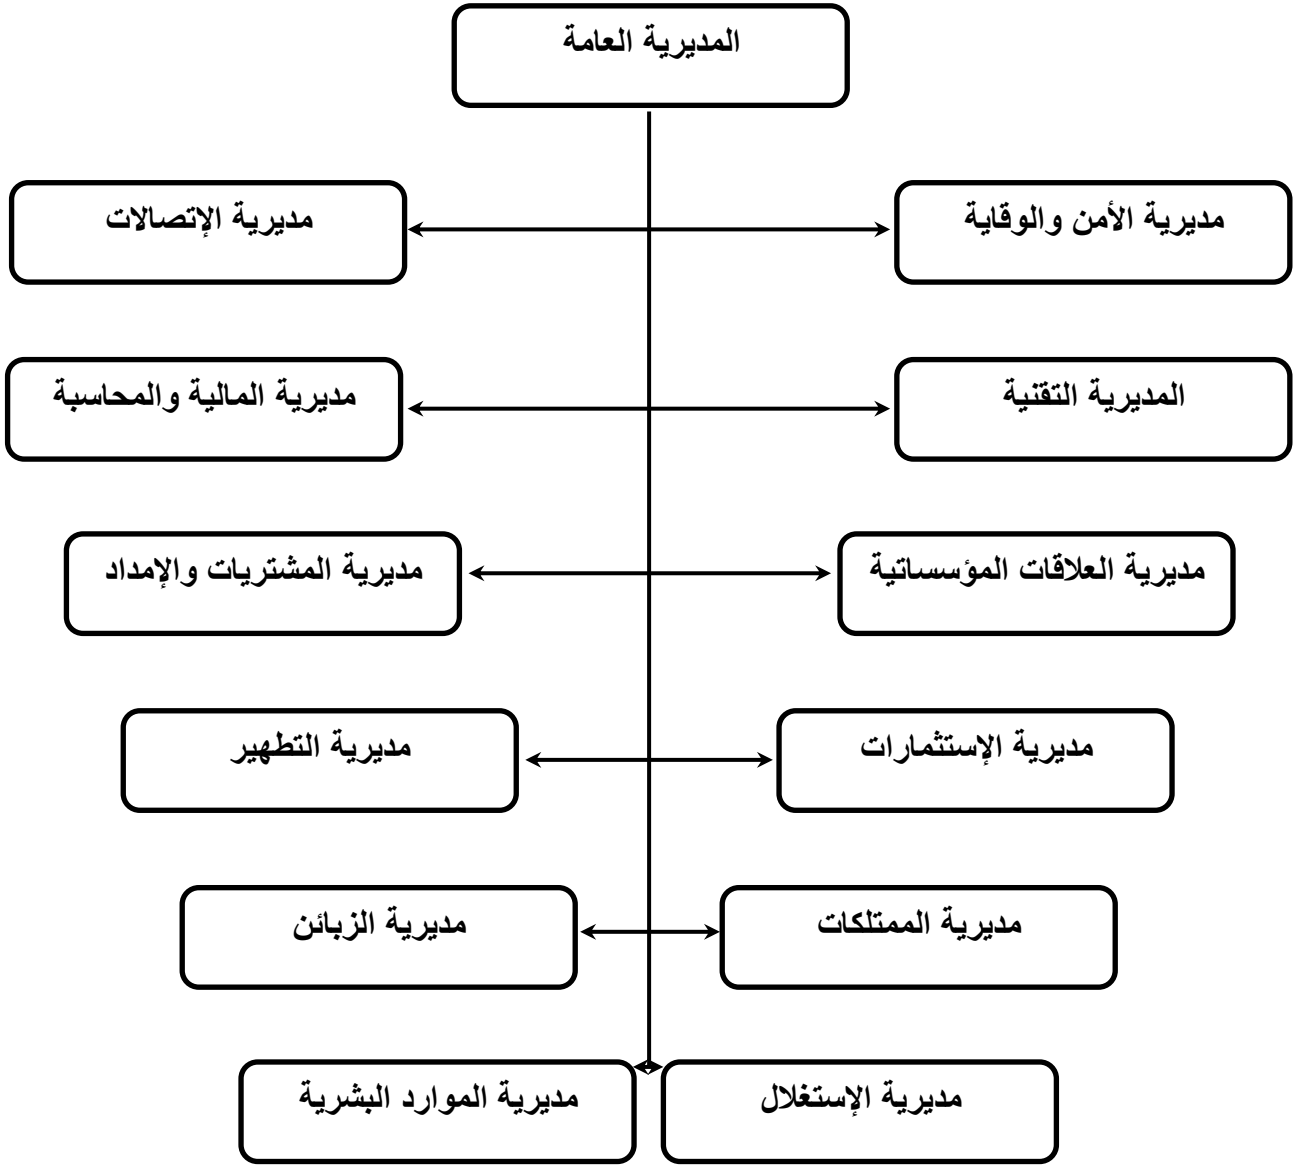 المديرية العامة
مديرية الأمن والوقاية
مديرية الإتصالات
المديرية التقنية
مديرية المالية والمحاسبة
مديرية العلاقات المؤسساتية
مديرية المشتريات والإمداد
مديرية الإستثمارات
مديرية التطهير
مديرية الممتلكات
مديرية الزبائن
مديرية الإستغلال
مديرية الموارد البشرية